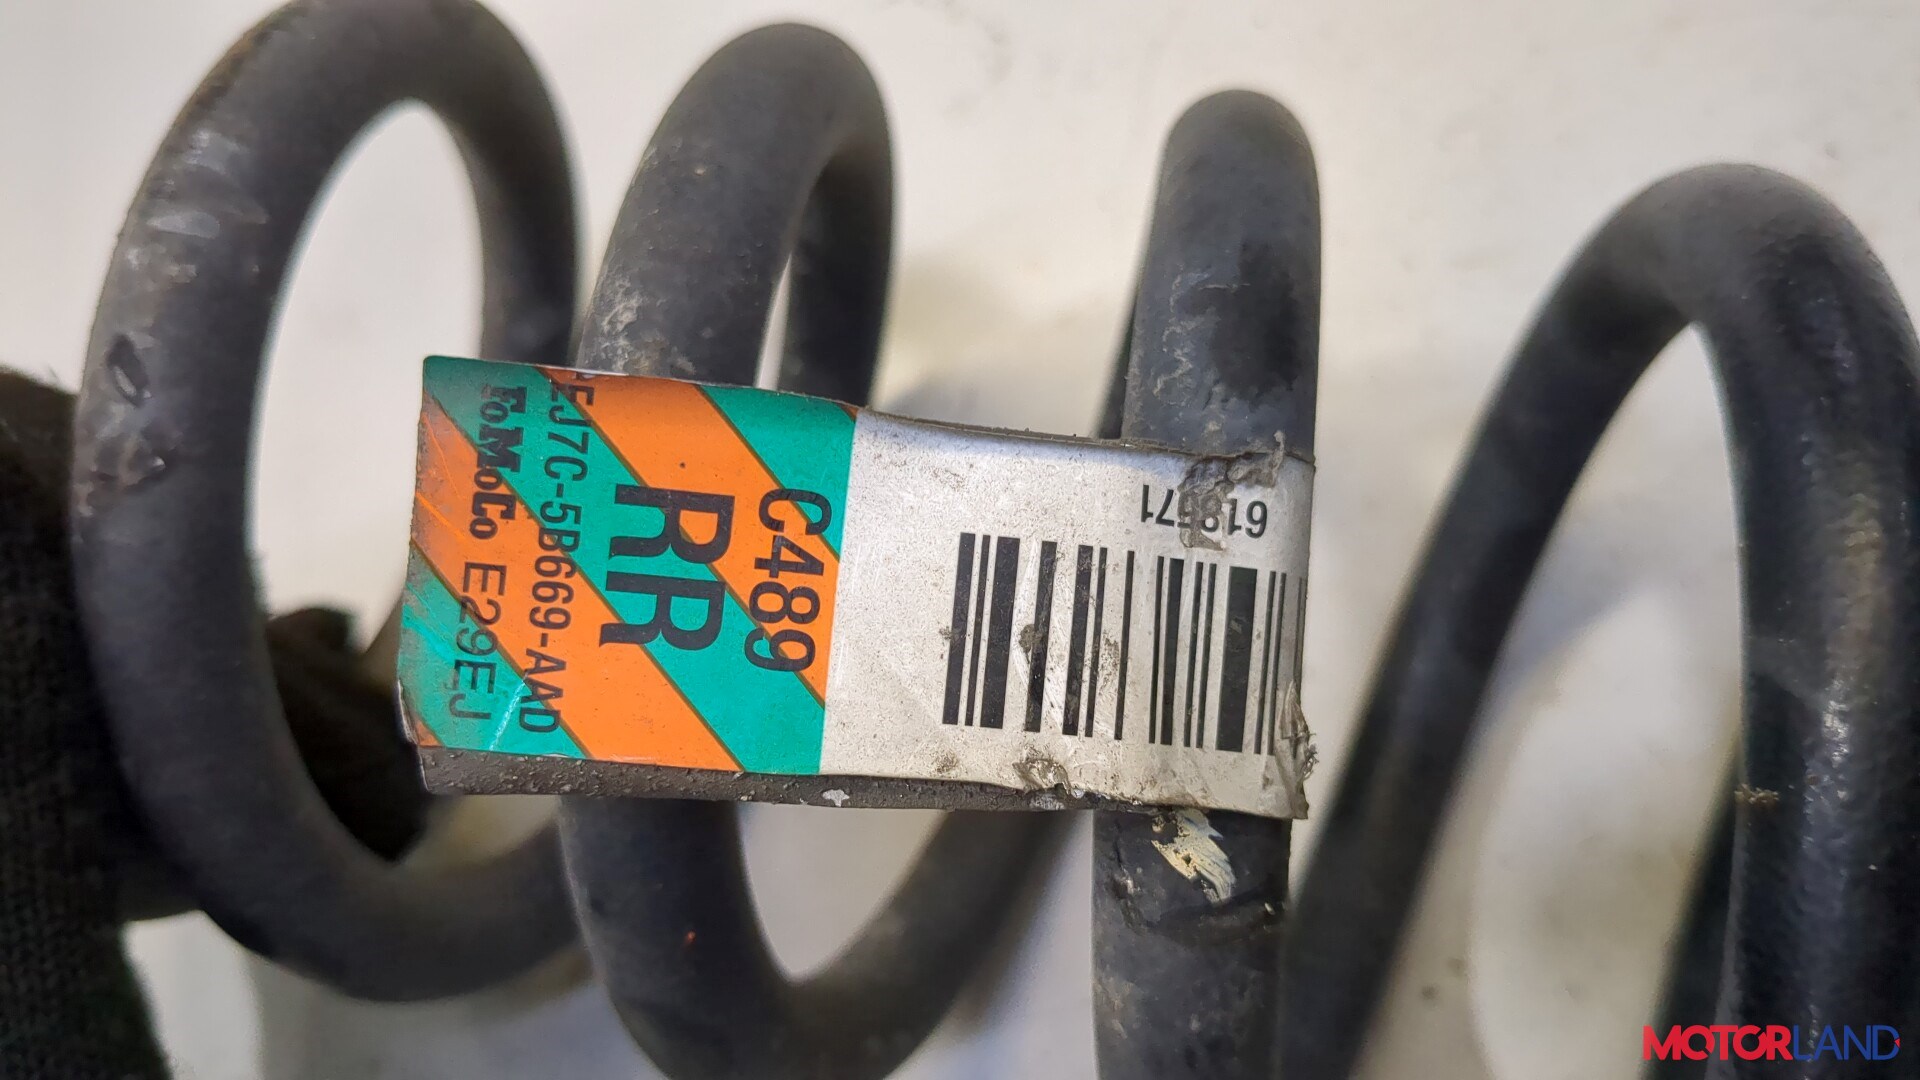 C489
RR
EJ7C-5B669-AAD
FoMoCo E29EJ
MOTORLAND